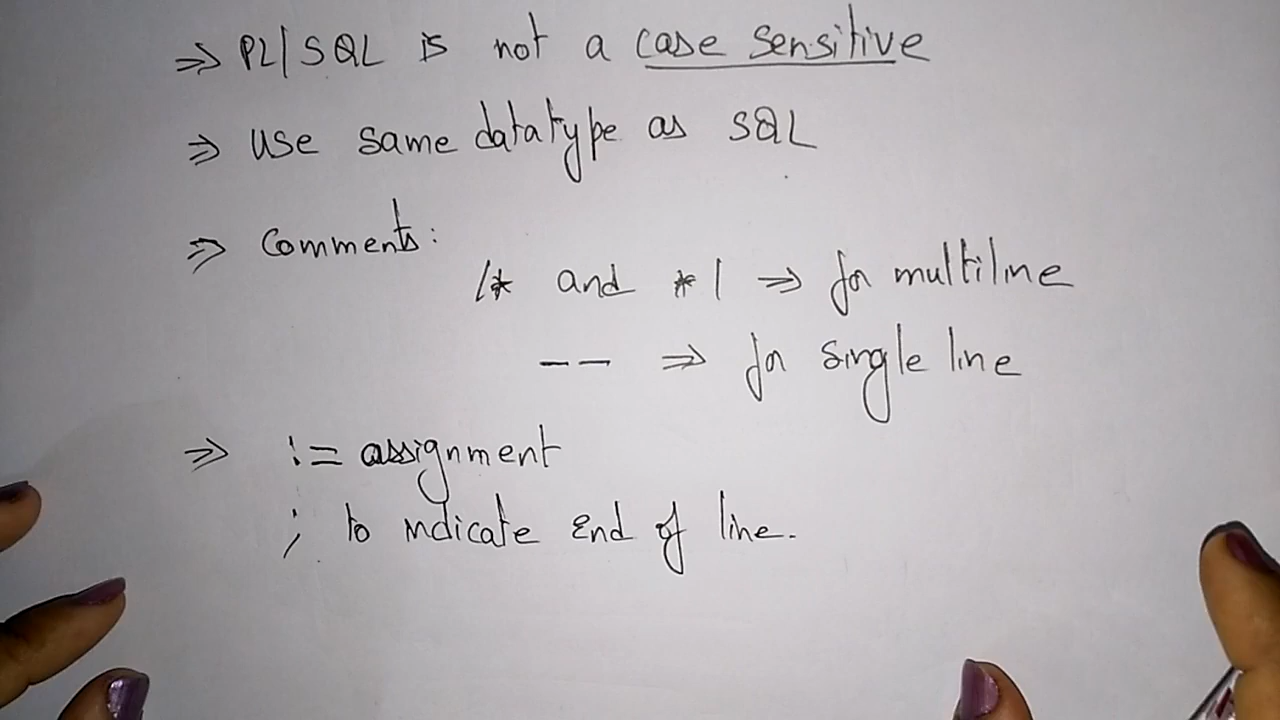 ⇒ PL/SQL is not a case sensitive
⇒ use same datatype as SQL
⇒ Comments:
/* and */ ⇒ for multiline
-- ⇒ for single line
⇒ := assignment
; to indicate end of line.